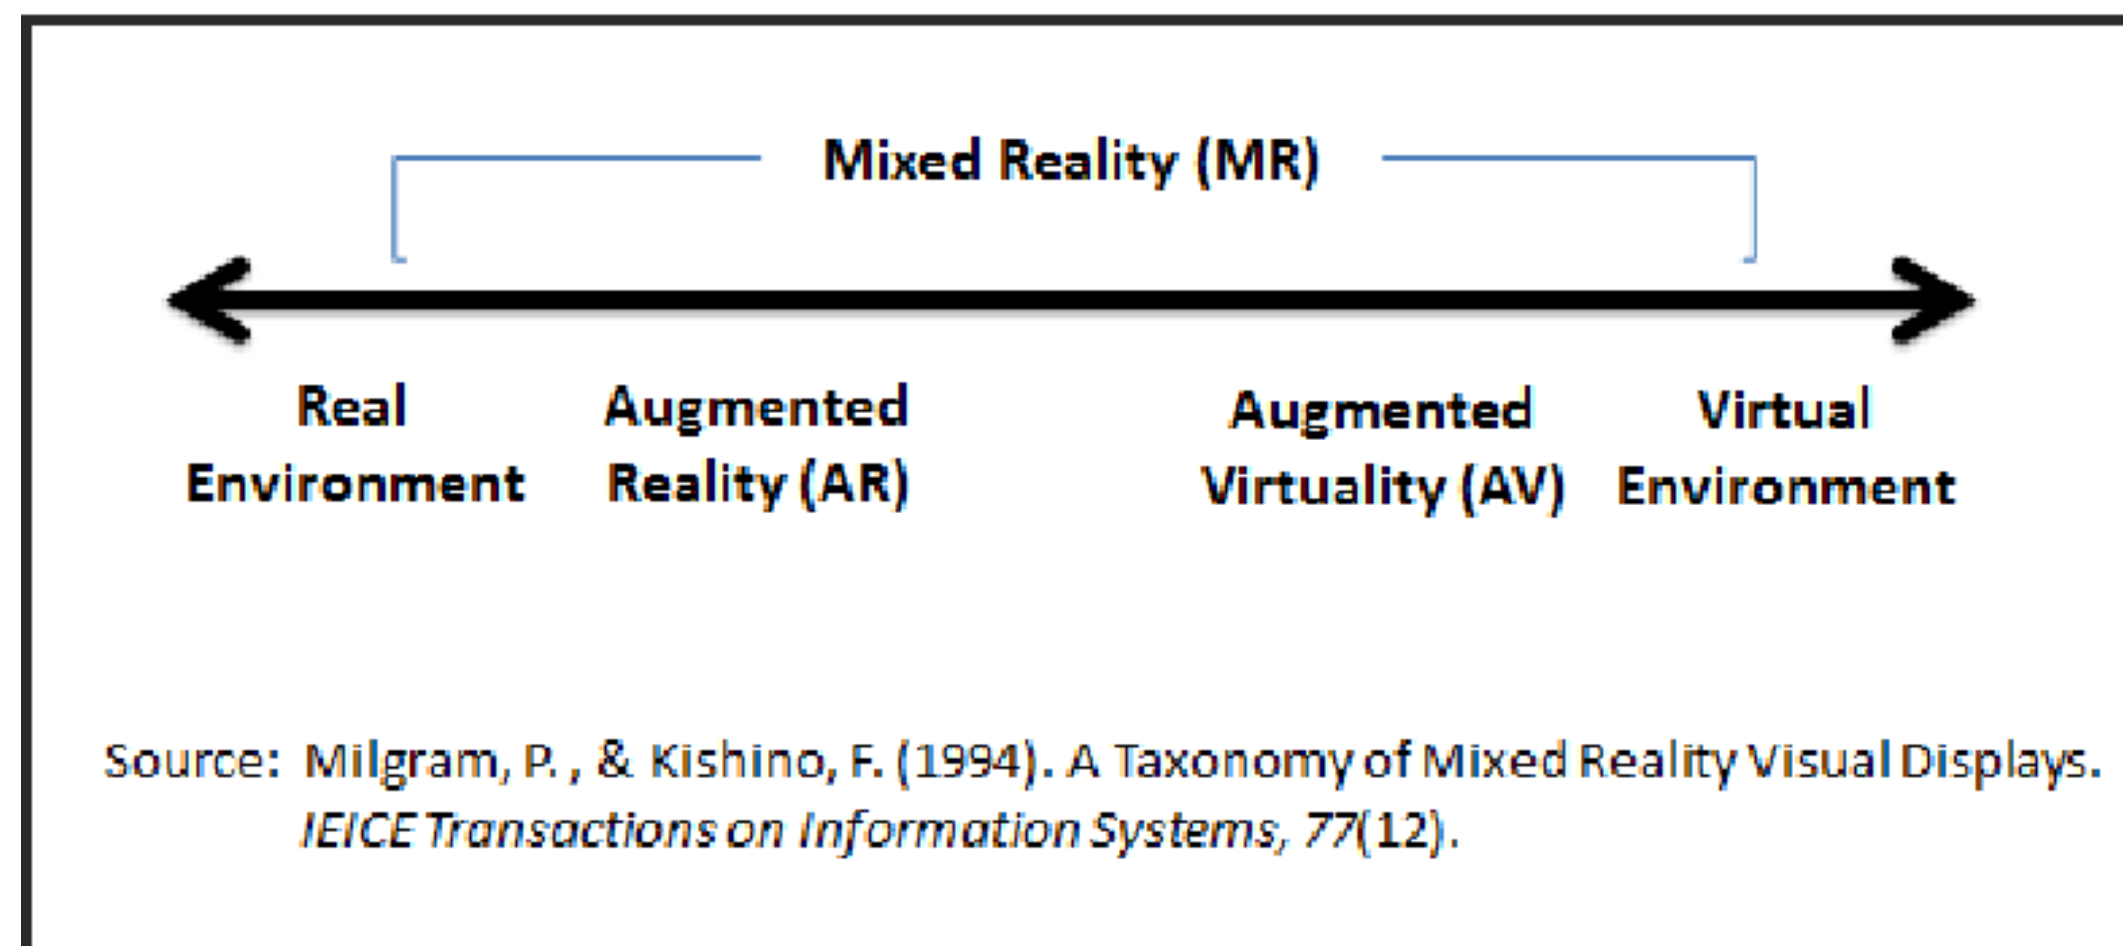 Mixed Reality (MR)
Real Environment
Augmented Reality (AR)
Augmented Virtuality (AV)
Virtual Environment
Source: Milgram, P. , & Kishino, F. (1994). A Taxonomy of Mixed Reality Visual Displays.
IEICE Transactions on Information Systems, 77(12).